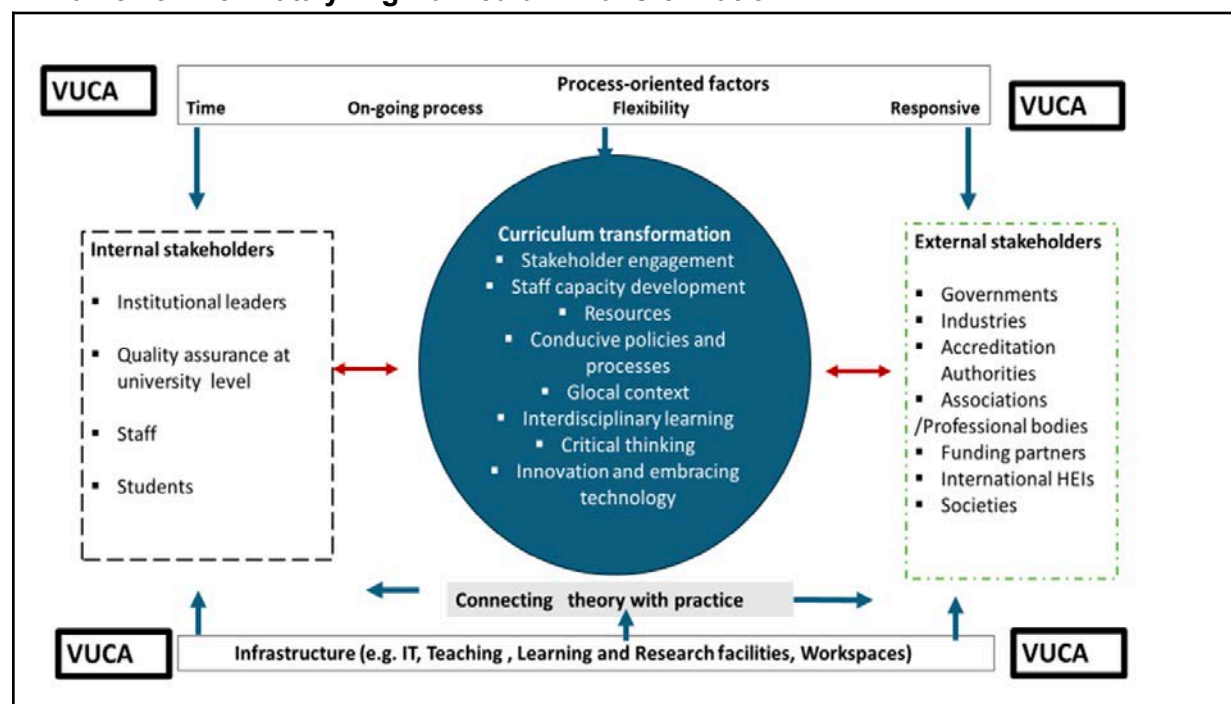 VUCA
Process-oriented factors
Time On-going process Flexibility Responsive
VUCA
Internal stakeholders
▪ Institutional leaders
▪ Quality assurance at
university level
▪ Staff
▪ Students
Curriculum transformation
▪ Stakeholder engagement
▪ Staff capacity development
▪ Resources
▪ Conducive policies and
processes
▪ Glocal context
▪ Interdisciplinary learning
▪ Critical thinking
▪ Innovation and embracing
technology
External stakeholders
▪ Governments
▪ Industries
▪ Accreditation
Authorities
▪ Associations
/Professional bodies
▪ Funding partners
▪ International HEIs
▪ Societies
Connecting theory with practice
VUCA
Infrastructure (e.g. IT, Teaching , Learning and Research facilities, Workspaces)
VUCA